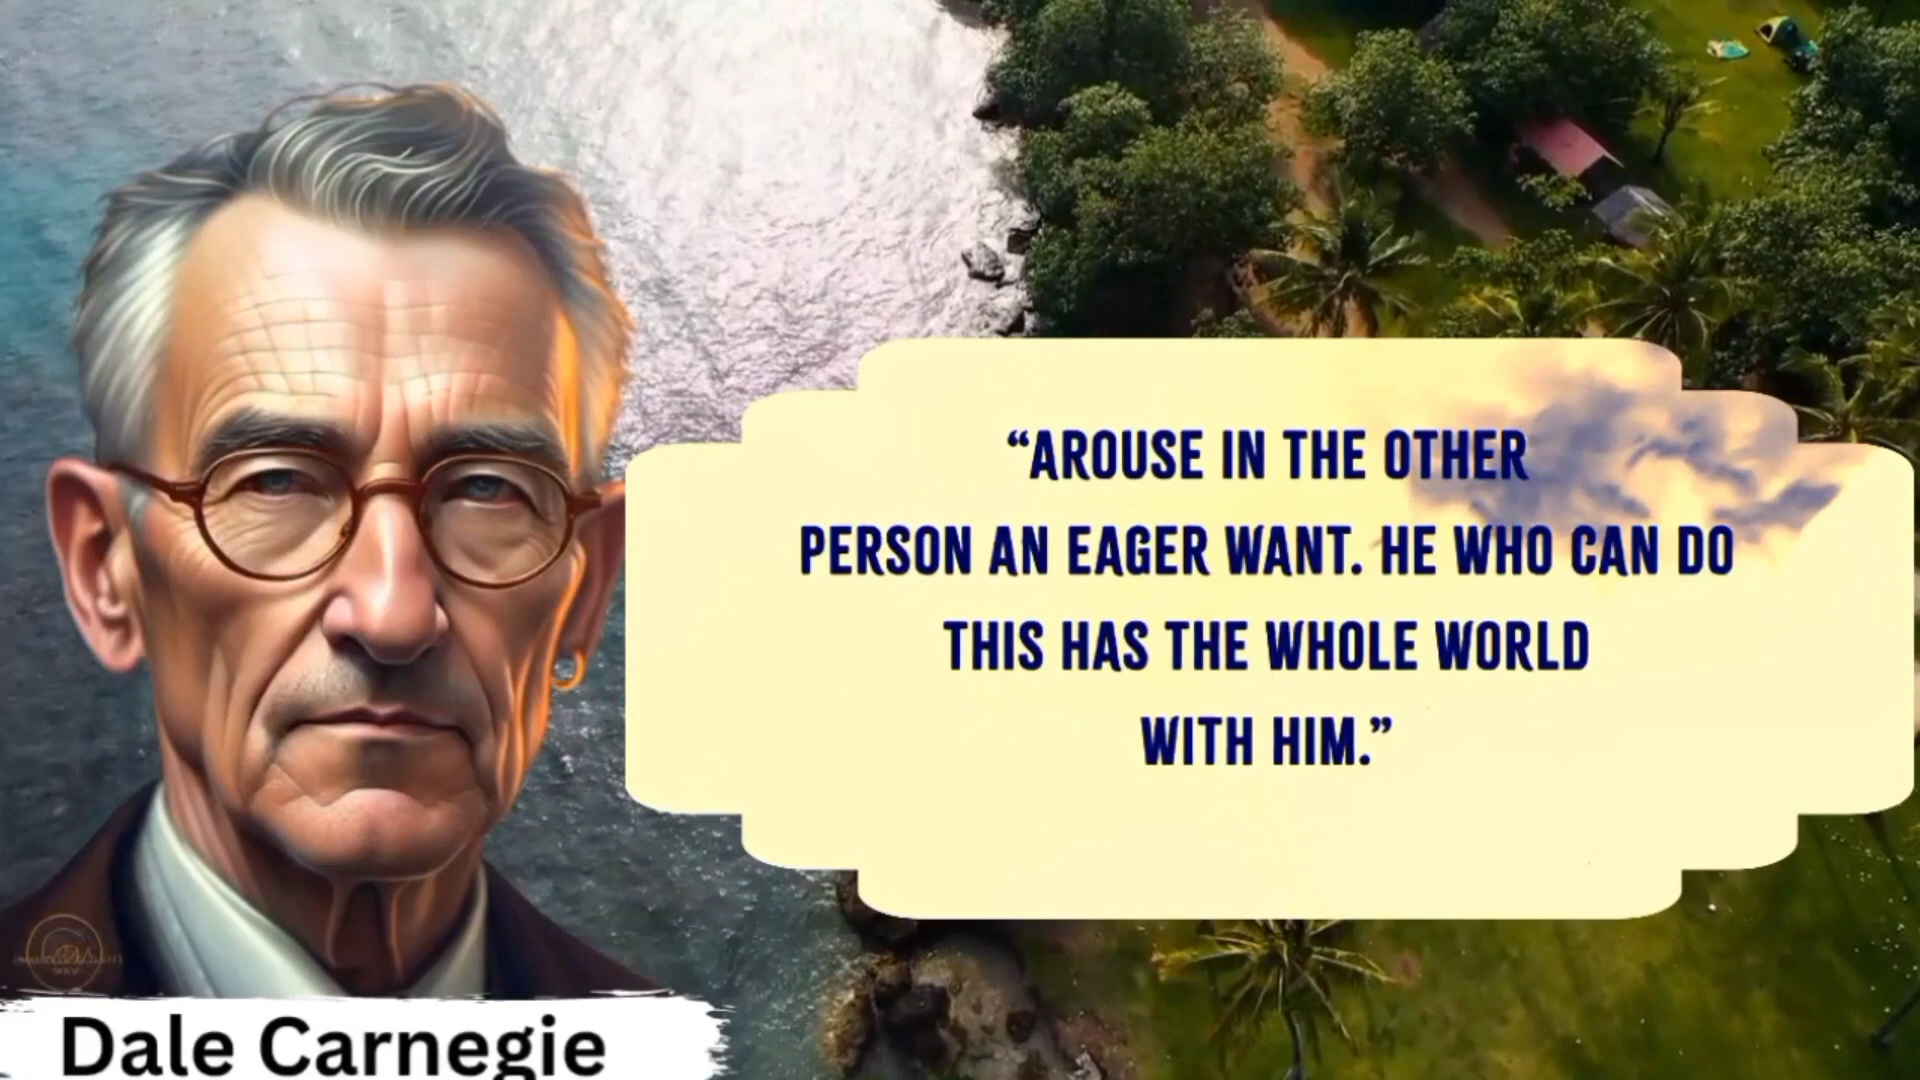 “AROUSE IN THE OTHER
PERSON AN EAGER WANT. HE WHO CAN DO
THIS HAS THE WHOLE WORLD
WITH HIM.”
Dale Carnegie